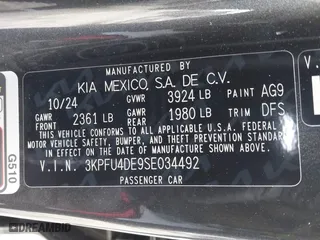 MANUFACTURED BY
KIA MEXICO, S.A. DE C.V.
10/24 GVWR 3924 LB PAINT AG9
GAWR FRONT 2361 LB GAWR REAR 1980 LB TRIM DFS
THIS VEHICLE CONFORMS TO ALL APPLICABLE U.S. FEDERAL
MOTOR VEHICLE SAFETY, BUMPER, AND THEFT PREVENTION
STANDARDS IN EFFECT ON THE DATE OF MANUFACTURE
SHOWN ABOVE.
V.I.N. 3KPFU4DE9SE034492
PASSENGER CAR
G510
V.I.